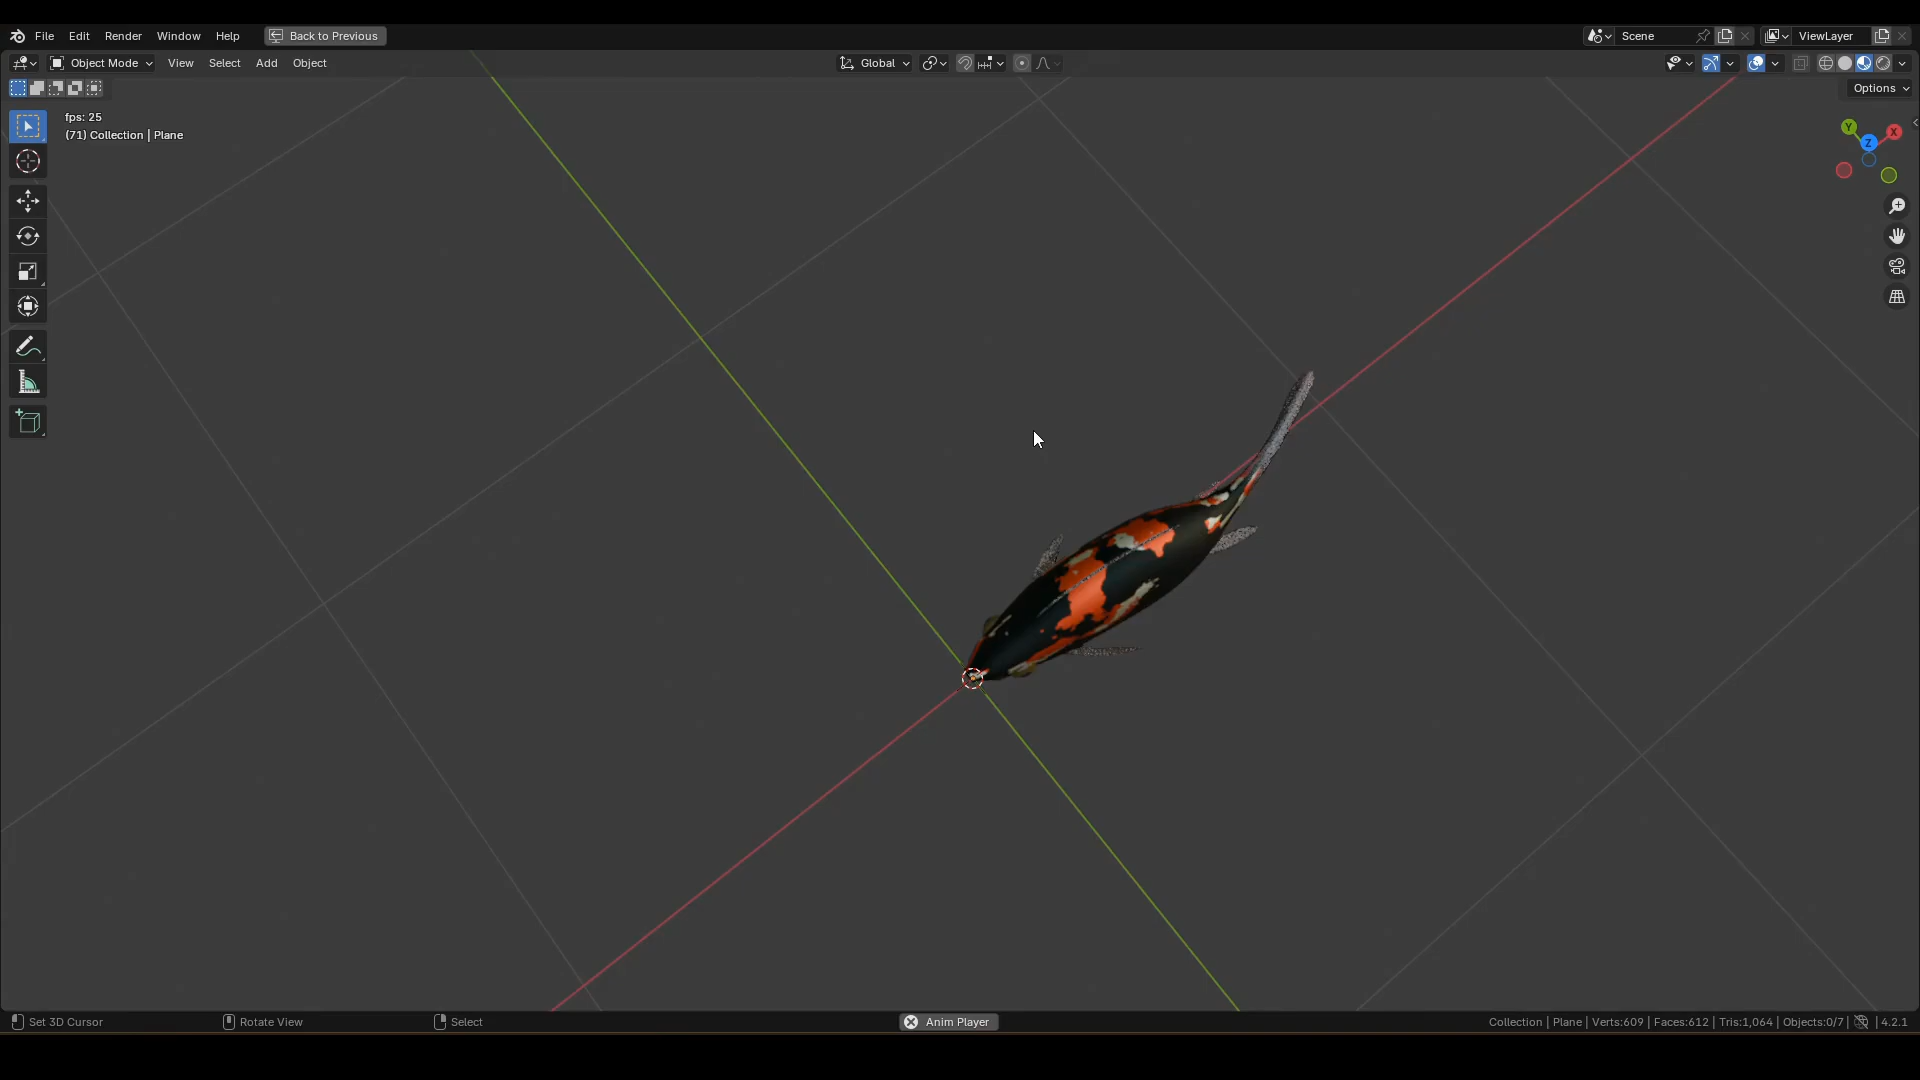 File Edit Render Window Help Back to Previous Scene ViewLayer
Object Mode View Select Add Object Global
Options
fps: 25
(71) Collection | Plane
Y X
Z
Set 3D Cursor Rotate View Select Anim Player Collection | Plane | Verts:609 | Faces:612 | Tris:1,064 | Objects:0/7 | 4.2.1